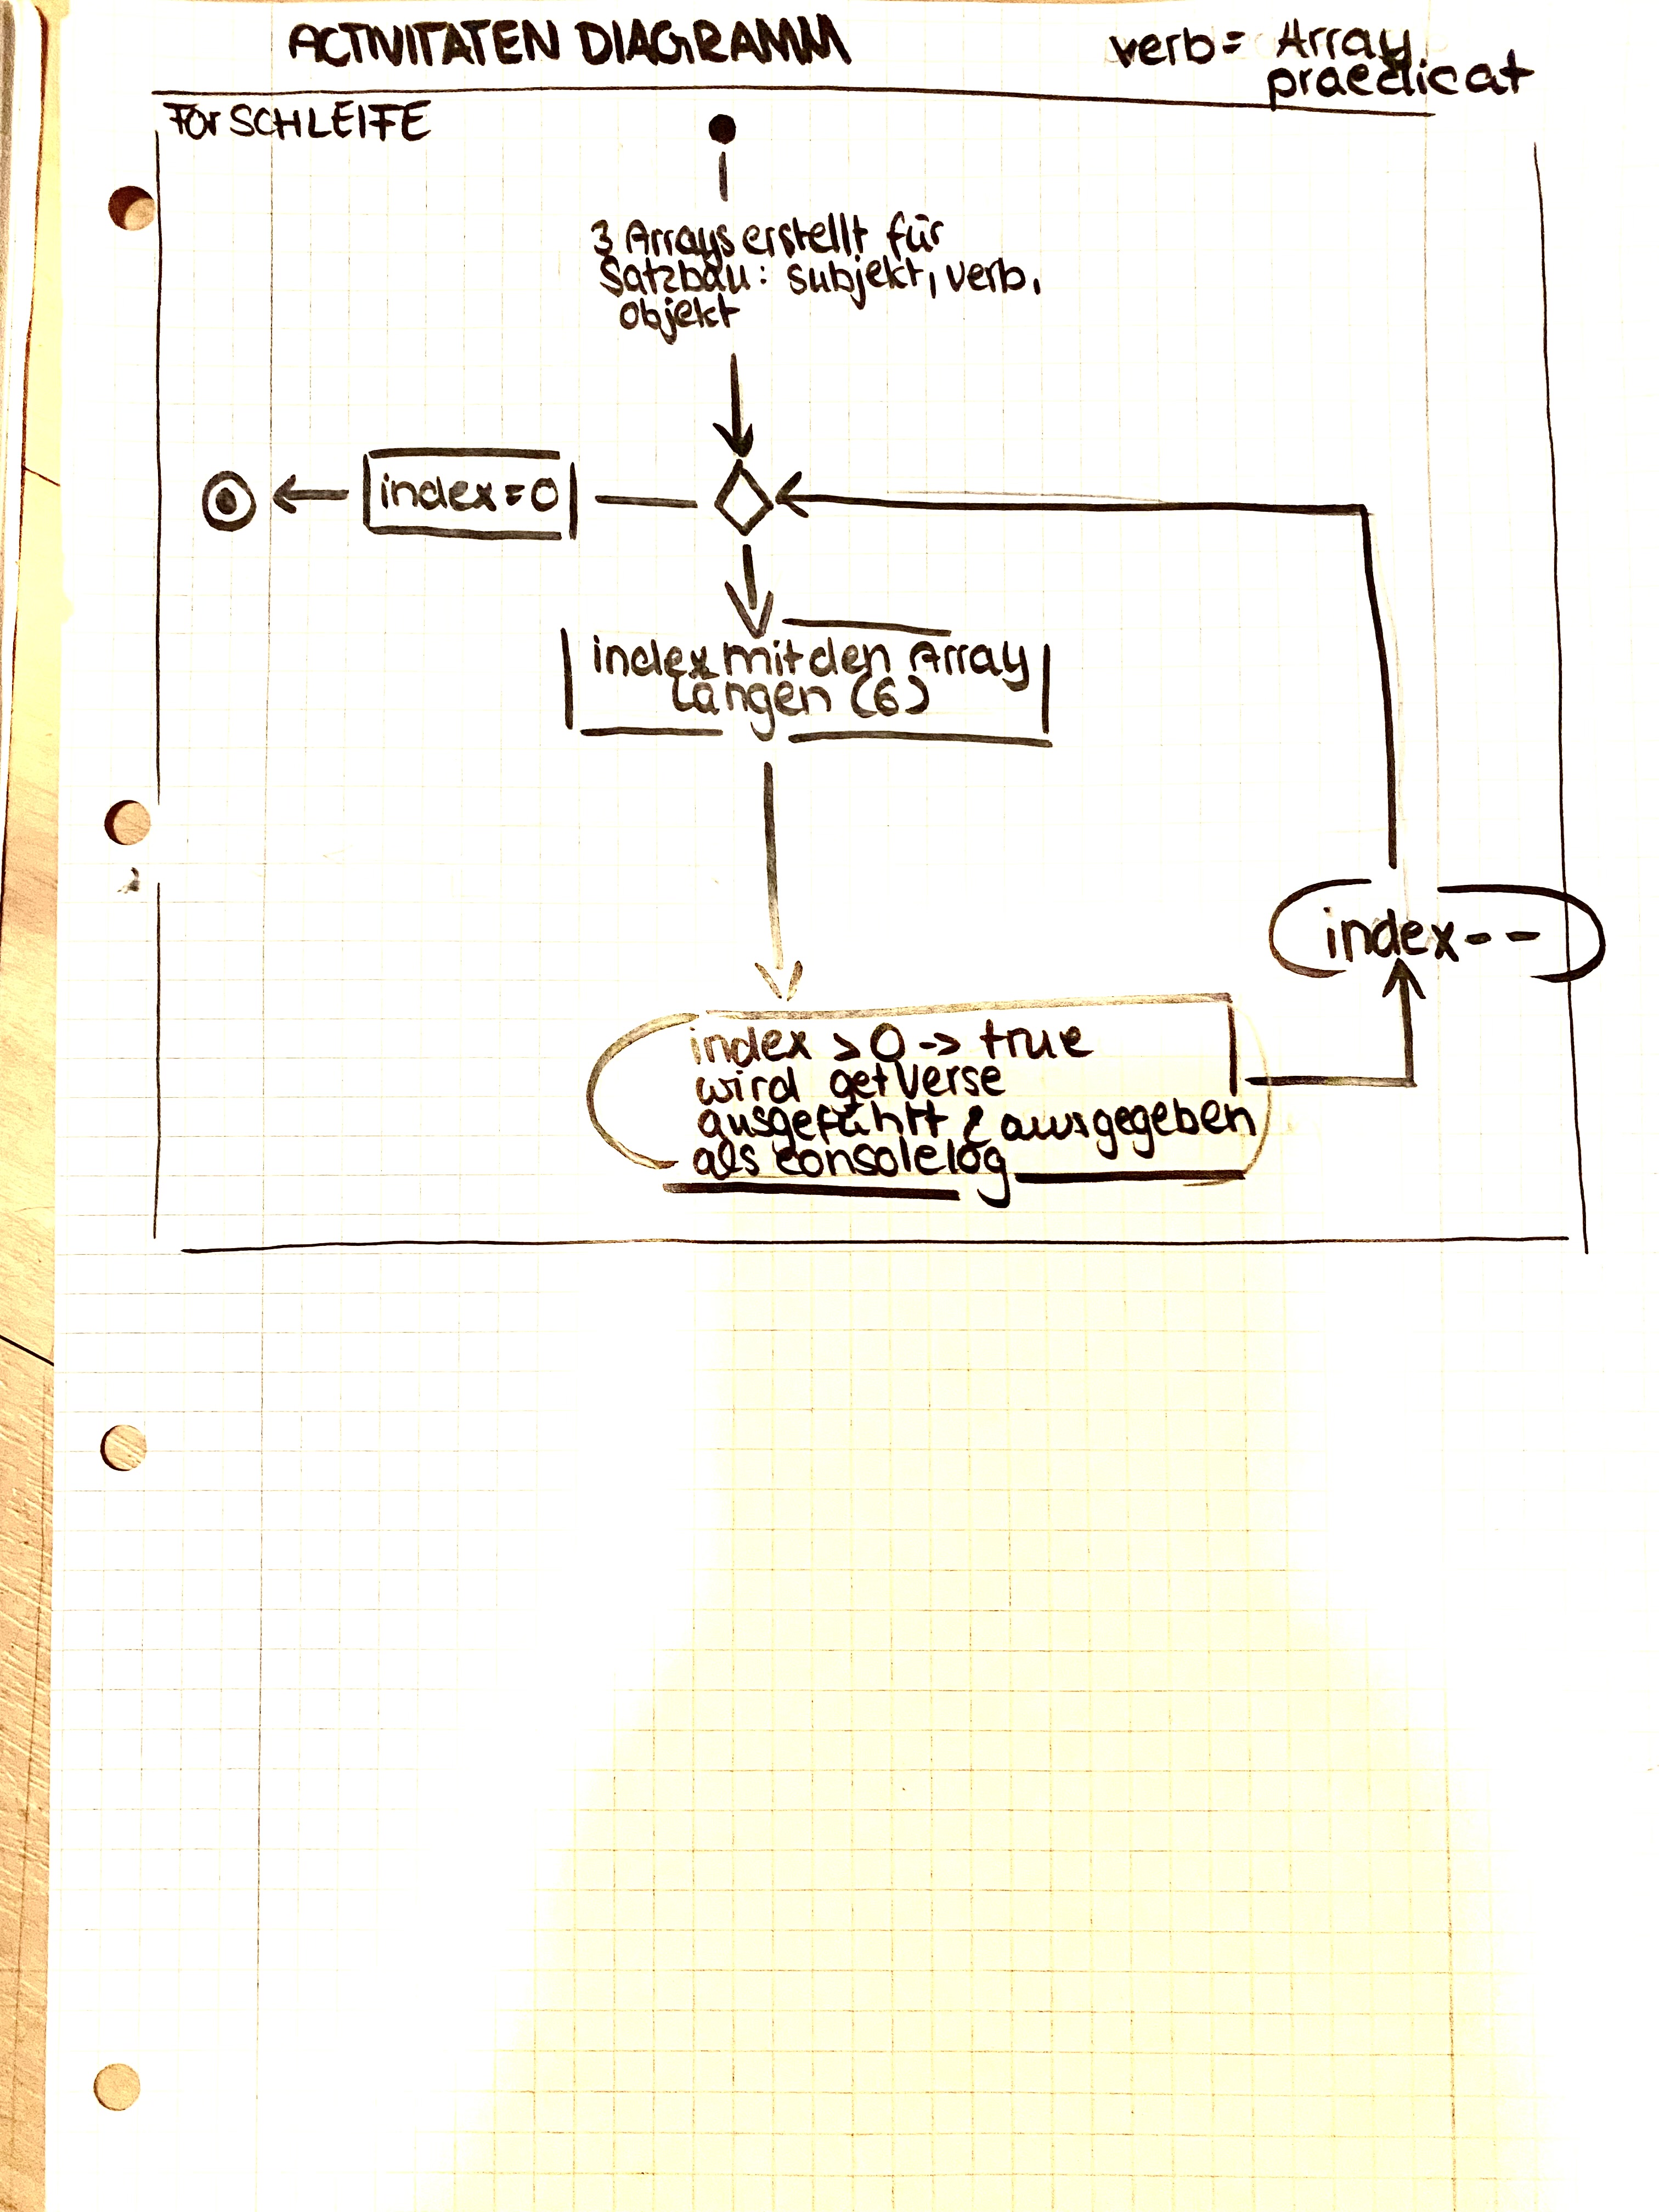 ACTIVITATEN DIAGRAMM
verb = Array
praedicat
For SCHLEIFE
3 Arrays erstellt für
Satzbau: subjekt, verb,
objekt
index = 0
index mit den Array
Längen (6)
index--
index > 0 -> true
wird getVerse
ausgeführt & ausgegeben
als consolelog